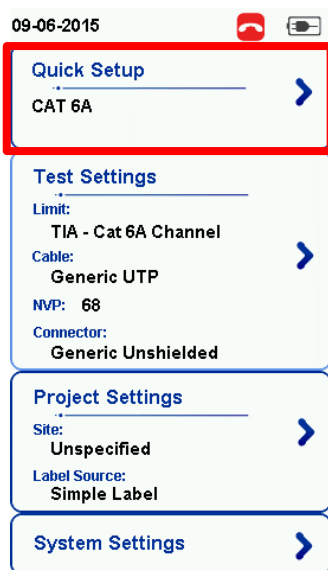 09-06-2015
Quick Setup
CAT 6A
Test Settings
Limit:
TIA - Cat 6A Channel
Cable:
Generic UTP
NVP: 68
Connector:
Generic Unshielded
Project Settings
Site:
Unspecified
Label Source:
Simple Label
System Settings